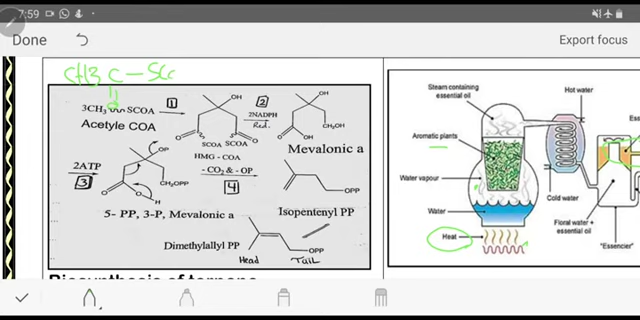 7:59
Done
Export focus
CH3 C - SCo
3CH3 SCOA
1
OH
2
2NADPH
Red.
OH
O
O
SCOA SCOA
O
OH
CH2OH
Acetyle COA
HMG - COA
Mevalonic a
2ATP
3
OP
CH2OPP
O
O
H
- CO2 & - OP
4
OPP
5- PP, 3-P, Mevalonic a
Isopentenyl PP
Dimethylallyl PP
OPP
Head
Tail
Steam containing
essential oil
Hot water
Aromatic plants
Ess
Water vapour
Water
Cold water
Heat
Floral water +
essential oil
"Essencier"